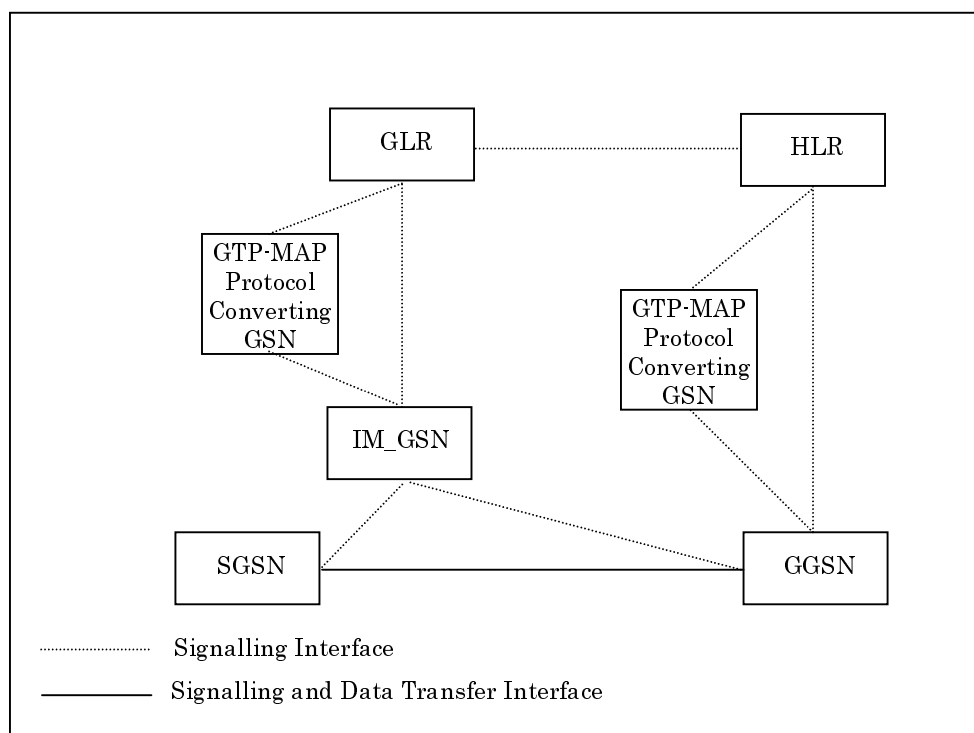 GLR
HLR
GTP-MAP
Protocol
Converting
GSN
GTP-MAP
Protocol
Converting
GSN
IM_GSN
SGSN
GGSN
Signalling Interface
Signalling and Data Transfer Interface